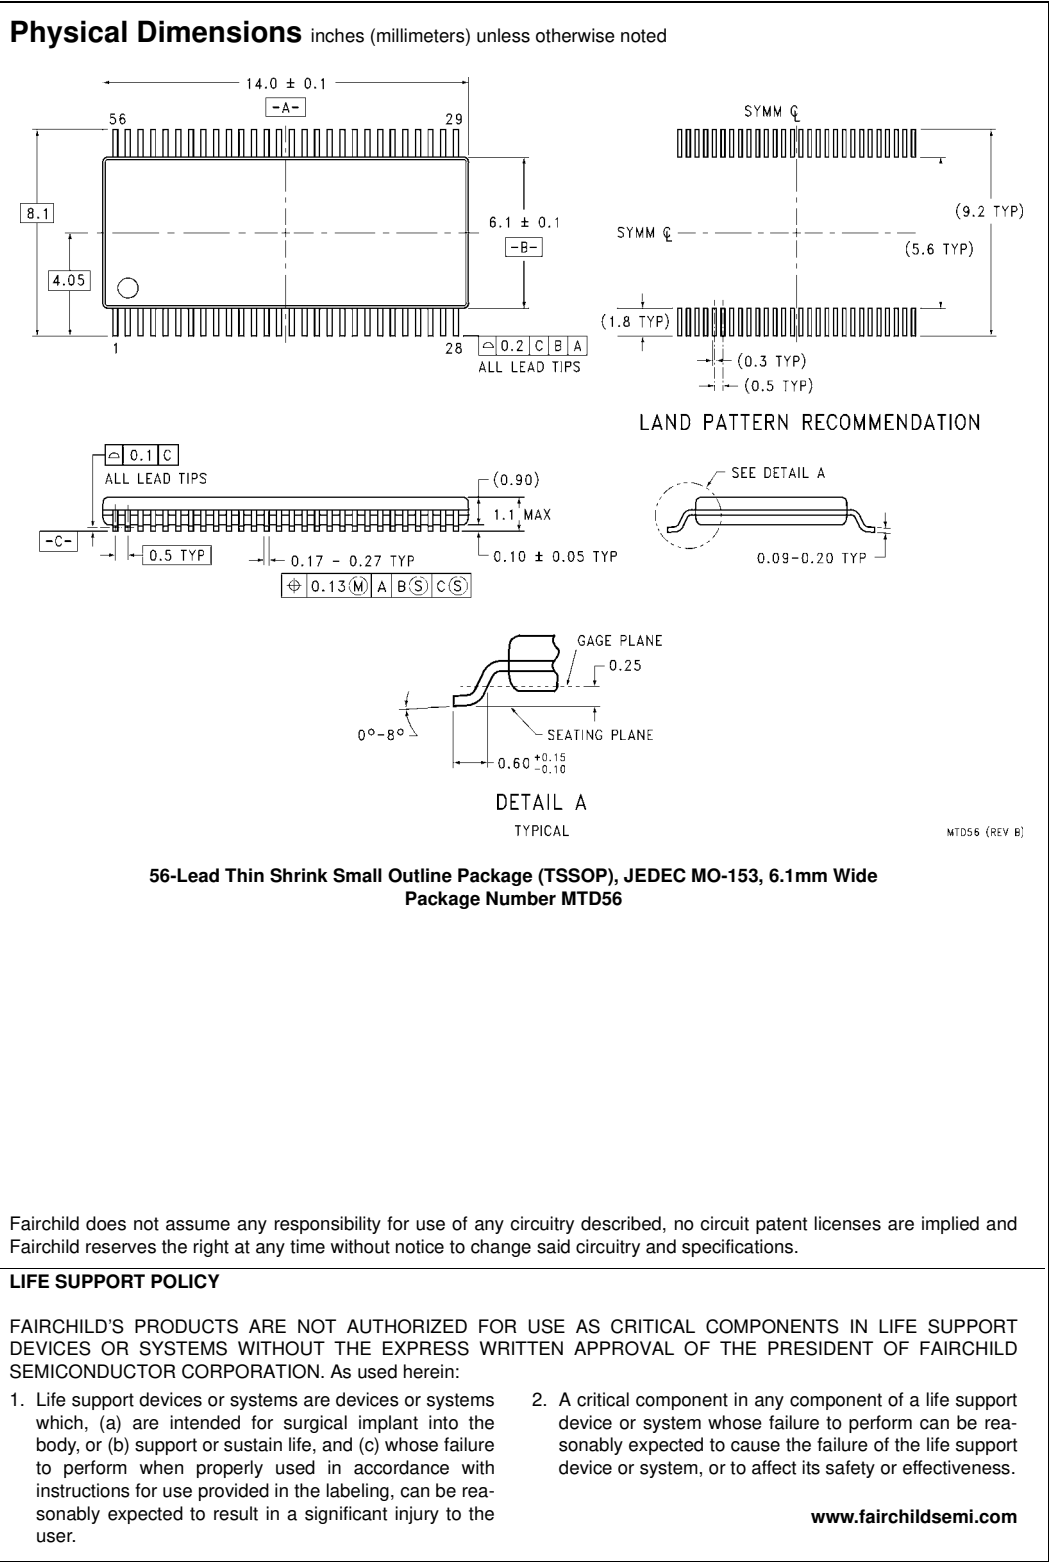 Physical Dimensions inches (millimeters) unless otherwise noted
14.0 ± 0.1
-A-
56
29
8.1
4.05
6.1 ± 0.1
-B-
1
28
⌓ 0.2 C B A
ALL LEAD TIPS
SYMM ℄
SYMM ℄
(9.2 TYP)
(5.6 TYP)
(1.8 TYP)
(0.3 TYP)
(0.5 TYP)
LAND PATTERN RECOMMENDATION
⌓ 0.1 C
ALL LEAD TIPS
(0.90)
1.1 MAX
-C-
0.5 TYP
0.17 – 0.27 TYP
0.10 ± 0.05 TYP
⌖ 0.13 Ⓜ A B Ⓢ C Ⓢ
SEE DETAIL A
0.09–0.20 TYP
GAGE PLANE
0.25
0°–8°
SEATING PLANE
0.60 +0.15 –0.10
DETAIL A
TYPICAL
MTD56 (REV B)
56-Lead Thin Shrink Small Outline Package (TSSOP), JEDEC MO-153, 6.1mm Wide
Package Number MTD56
Fairchild does not assume any responsibility for use of any circuitry described, no circuit patent licenses are implied and
Fairchild reserves the right at any time without notice to change said circuitry and specifications.
LIFE SUPPORT POLICY
FAIRCHILD'S PRODUCTS ARE NOT AUTHORIZED FOR USE AS CRITICAL COMPONENTS IN LIFE SUPPORT
DEVICES OR SYSTEMS WITHOUT THE EXPRESS WRITTEN APPROVAL OF THE PRESIDENT OF FAIRCHILD
SEMICONDUCTOR CORPORATION. As used herein:
1. Life support devices or systems are devices or systems
which, (a) are intended for surgical implant into the
body, or (b) support or sustain life, and (c) whose failure
to perform when properly used in accordance with
instructions for use provided in the labeling, can be rea-
sonably expected to result in a significant injury to the
user.
2. A critical component in any component of a life support
device or system whose failure to perform can be rea-
sonably expected to cause the failure of the life support
device or system, or to affect its safety or effectiveness.
www.fairchildsemi.com